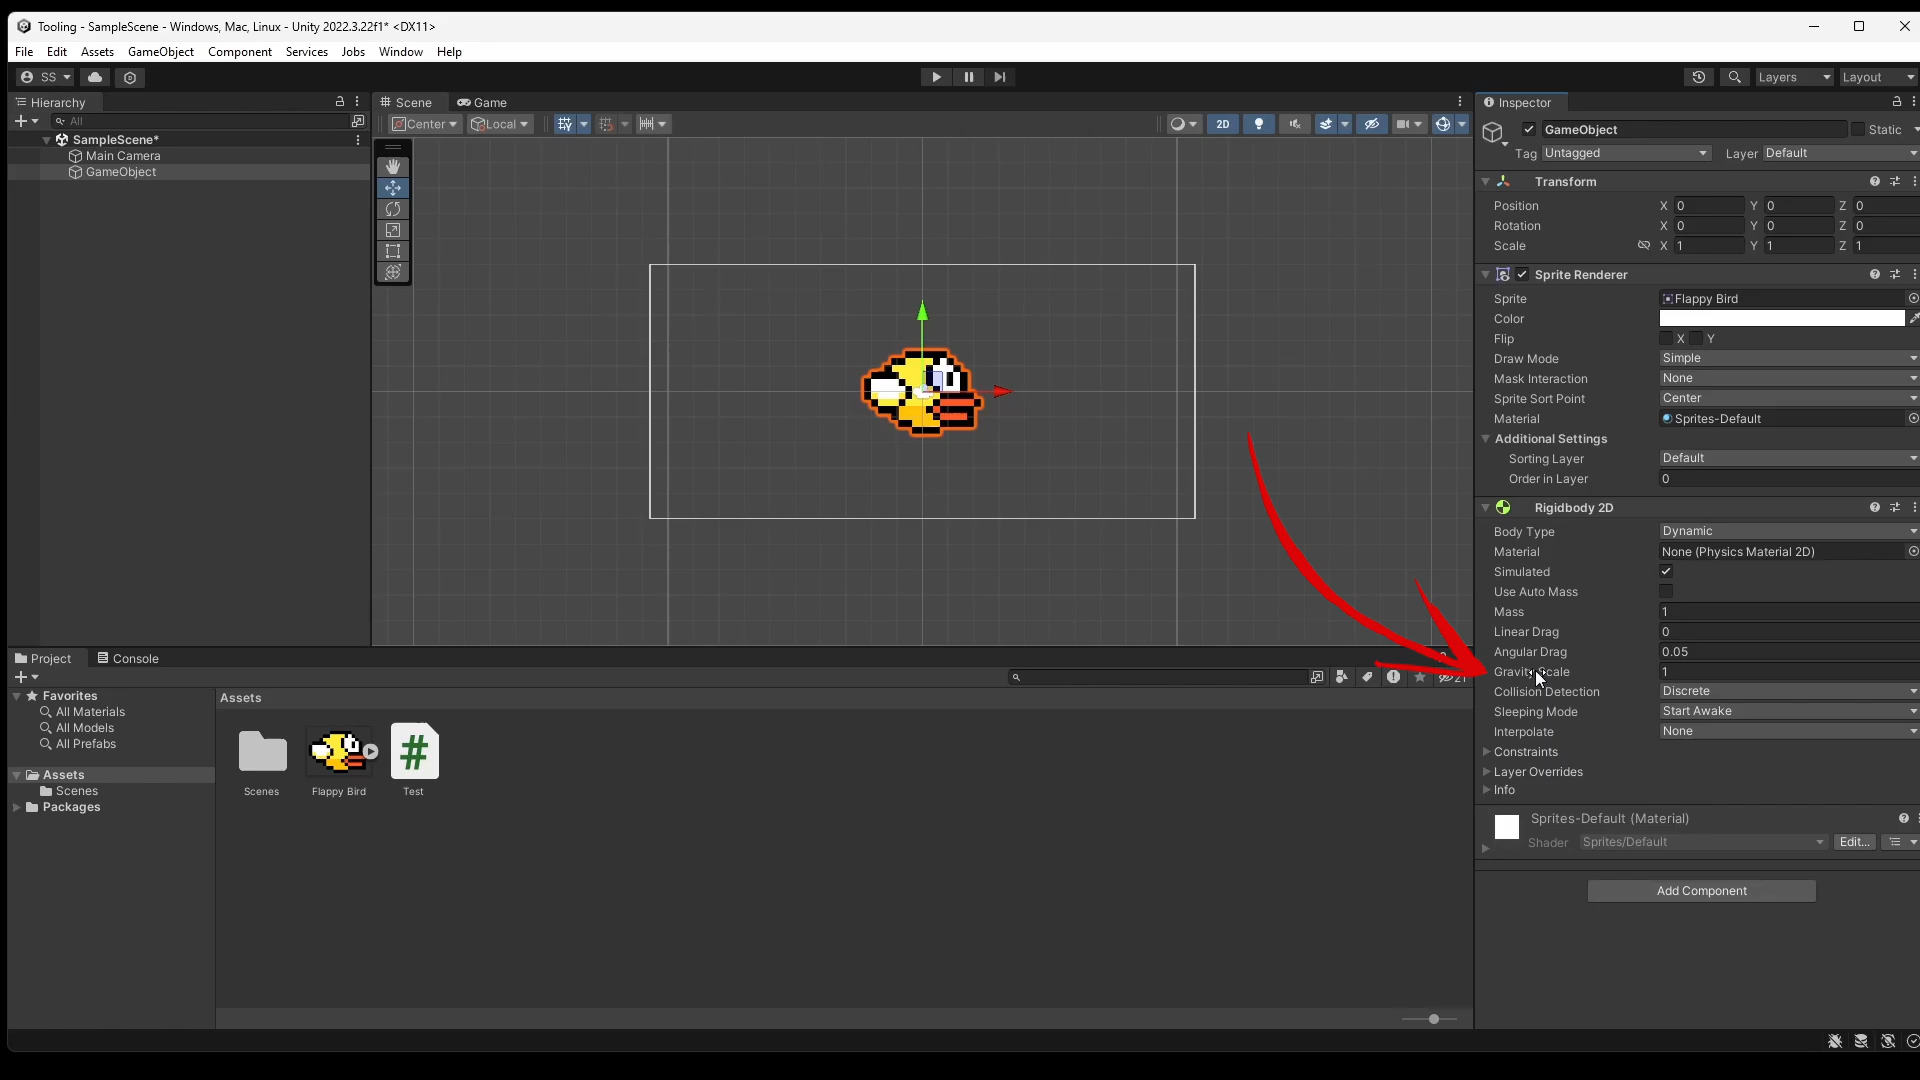 Tooling - SampleScene - Windows, Mac, Linux - Unity 2022.3.22f1* <DX11>
File Edit Assets GameObject Component Services Jobs Window Help
SS Layers Layout
Hierarchy
All
SampleScene*
Main Camera
GameObject
Scene Game
Center Local 2D
Inspector
GameObject Static
Tag Untagged Layer Default
Transform
Position X 0 Y 0 Z 0
Rotation X 0 Y 0 Z 0
Scale X 1 Y 1 Z 1
Sprite Renderer
Sprite Flappy Bird
Color
Flip X Y
Draw Mode Simple
Mask Interaction None
Sprite Sort Point Center
Material Sprites-Default
Additional Settings
Sorting Layer Default
Order in Layer 0
Rigidbody 2D
Body Type Dynamic
Material None (Physics Material 2D)
Simulated
Use Auto Mass
Mass 1
Linear Drag 0
Angular Drag 0.05
Gravity Scale 1
Collision Detection Discrete
Sleeping Mode Start Awake
Interpolate None
Constraints
Layer Overrides
Info
Sprites-Default (Material)
Shader Sprites/Default Edit...
Add Component
Project Console
21
Favorites
All Materials
All Models
All Prefabs
Assets
Scenes
Packages
Assets
Scenes Flappy Bird Test